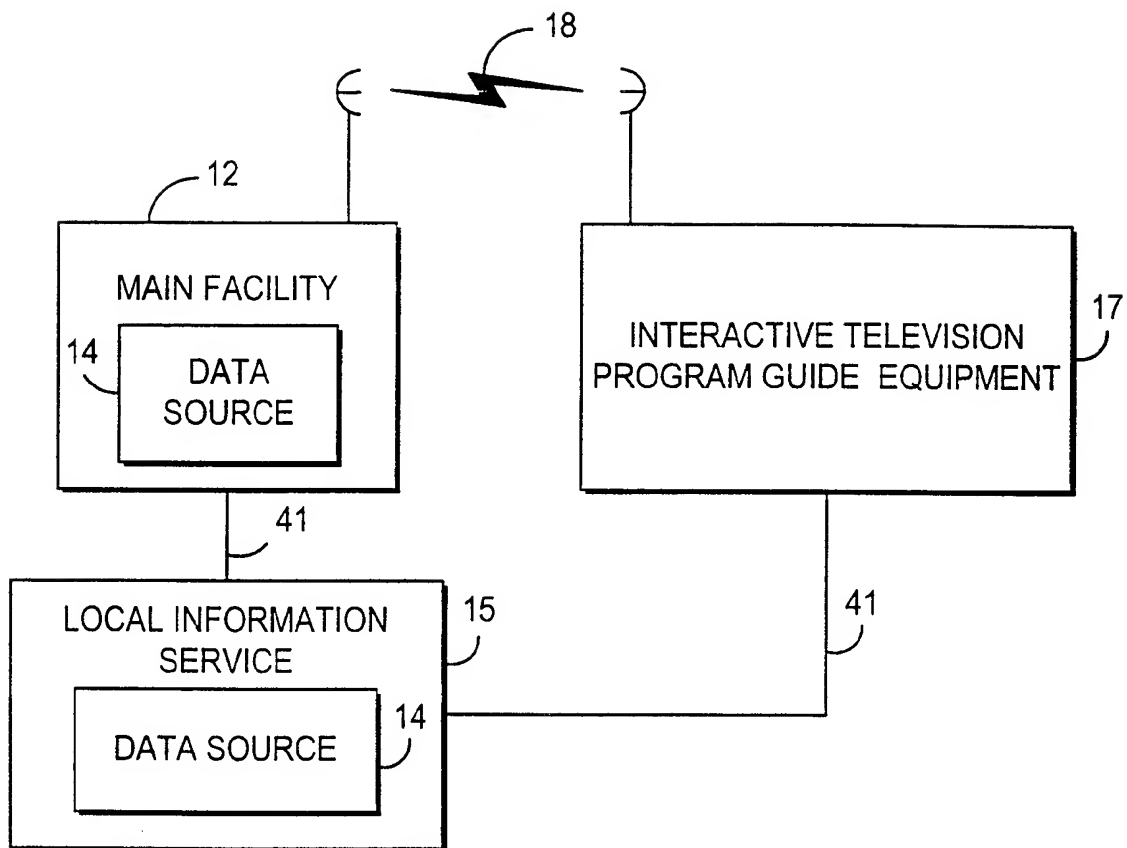 18
12
MAIN FACILITY
14
DATA
SOURCE
INTERACTIVE TELEVISION
PROGRAM GUIDE EQUIPMENT
17
41
LOCAL INFORMATION
SERVICE
15
41
14
DATA SOURCE